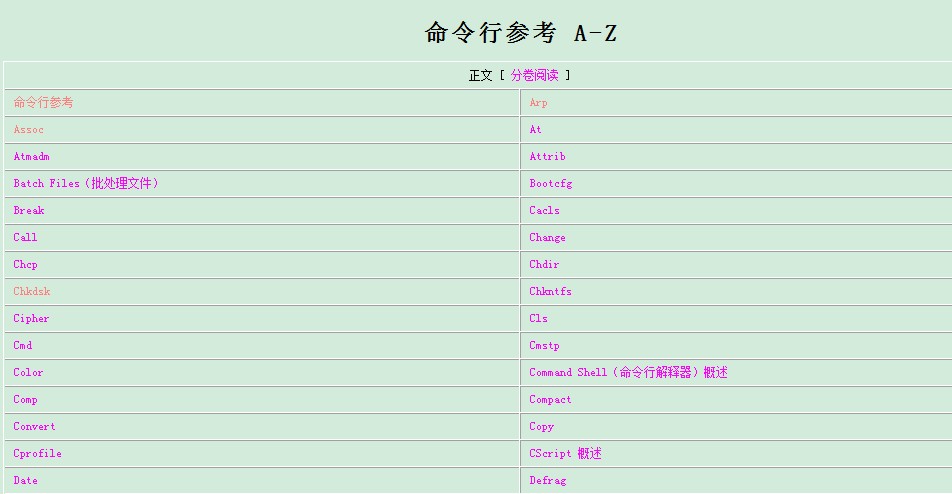 命令行参考 A-Z
正文 [ 分卷阅读 ]
命令行参考 Arp
Assoc At
Atmadm Attrib
Batch Files（批处理文件） Bootcfg
Break Cacls
Call Change
Chcp Chdir
Chkdsk Chkntfs
Cipher Cls
Cmd Cmstp
Color Command Shell（命令行解释器）概述
Comp Compact
Convert Copy
Cprofile CScript 概述
Date Defrag